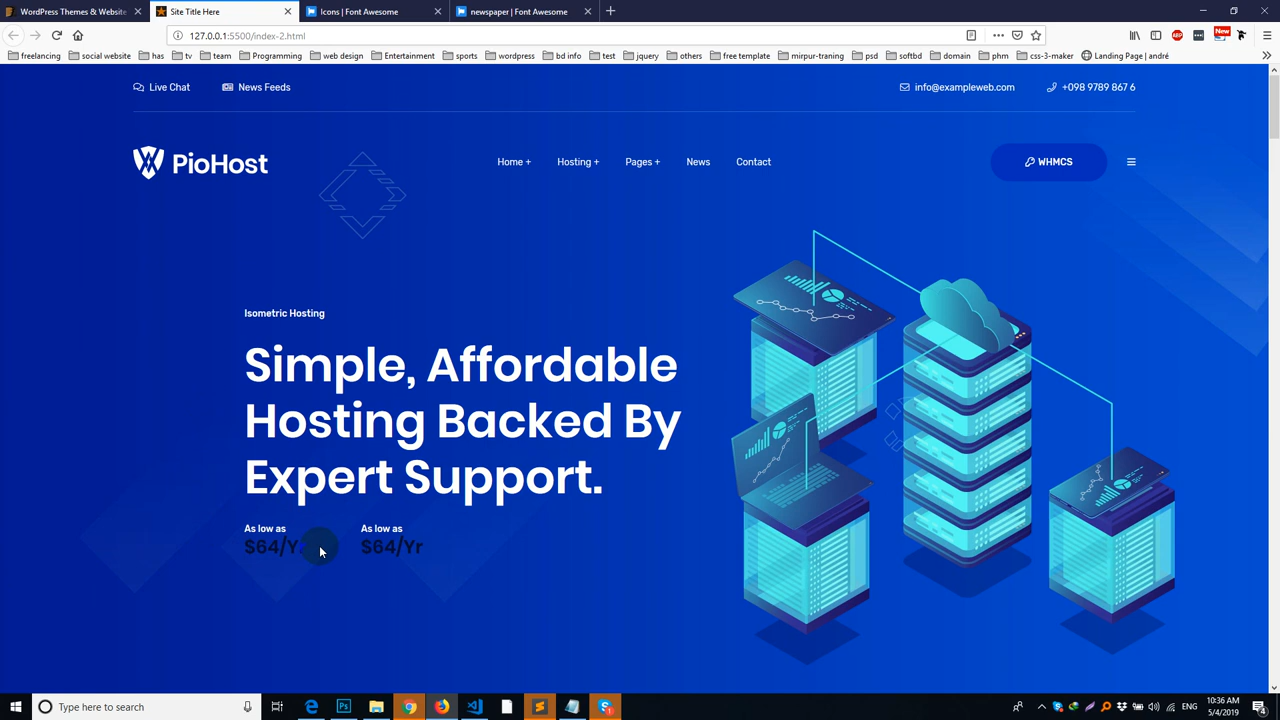 WordPress Themes & Website
Site Title Here
Icons | Font Awesome
newspaper | Font Awesome
127.0.0.1:5500/index-2.html
New
ABP
freelancing
social website
has
tv
team
Programming
web design
Entertainment
sports
wordpress
bd info
test
jquery
others
free template
mirpur-traning
psd
softbd
domain
phm
css-3-maker
Landing Page | andré
Live Chat
News Feeds
info@exampleweb.com
+098 9789 867 6
PioHost
Home +
Hosting +
Pages +
News
Contact
WHMCS
Isometric Hosting
Simple, Affordable
Hosting Backed By
Expert Support.
As low as
As low as
$64/Yr
$64/Yr
Type here to search
ENG
10:36 AM
5/4/2019